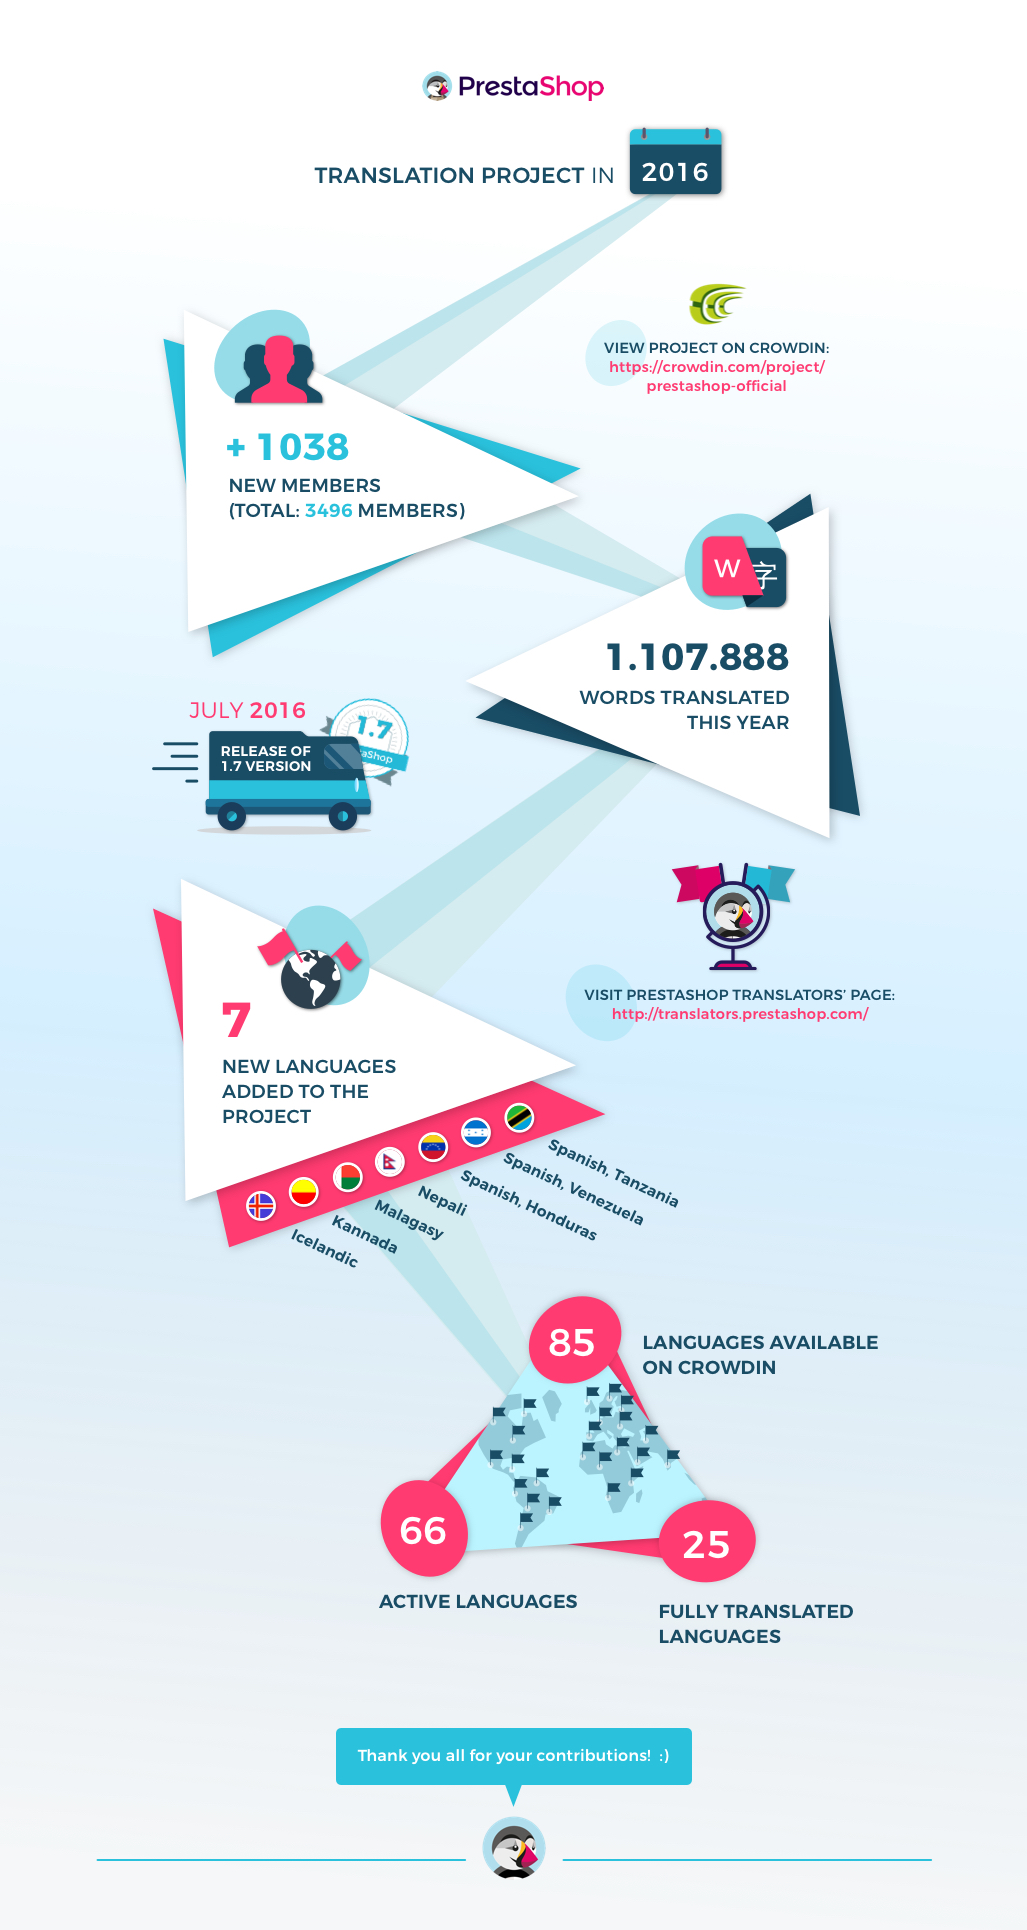 PrestaShop
TRANSLATION PROJECT IN
2016
VIEW PROJECT ON CROWDIN:
https://crowdin.com/project/
prestashop-official
+ 1038
NEW MEMBERS
(TOTAL: 3496 MEMBERS)
W 字
1.107.888
WORDS TRANSLATED
THIS YEAR
JULY 2016
1.7
aShop
RELEASE OF
1.7 VERSION
VISIT PRESTASHOP TRANSLATORS' PAGE:
http://translators.prestashop.com/
7
NEW LANGUAGES
ADDED TO THE
PROJECT
Icelandic
Kannada
Malagasy
Nepali
Spanish, Honduras
Spanish, Venezuela
Spanish, Tanzania
85
LANGUAGES AVAILABLE
ON CROWDIN
66
ACTIVE LANGUAGES
25
FULLY TRANSLATED
LANGUAGES
Thank you all for your contributions! :)